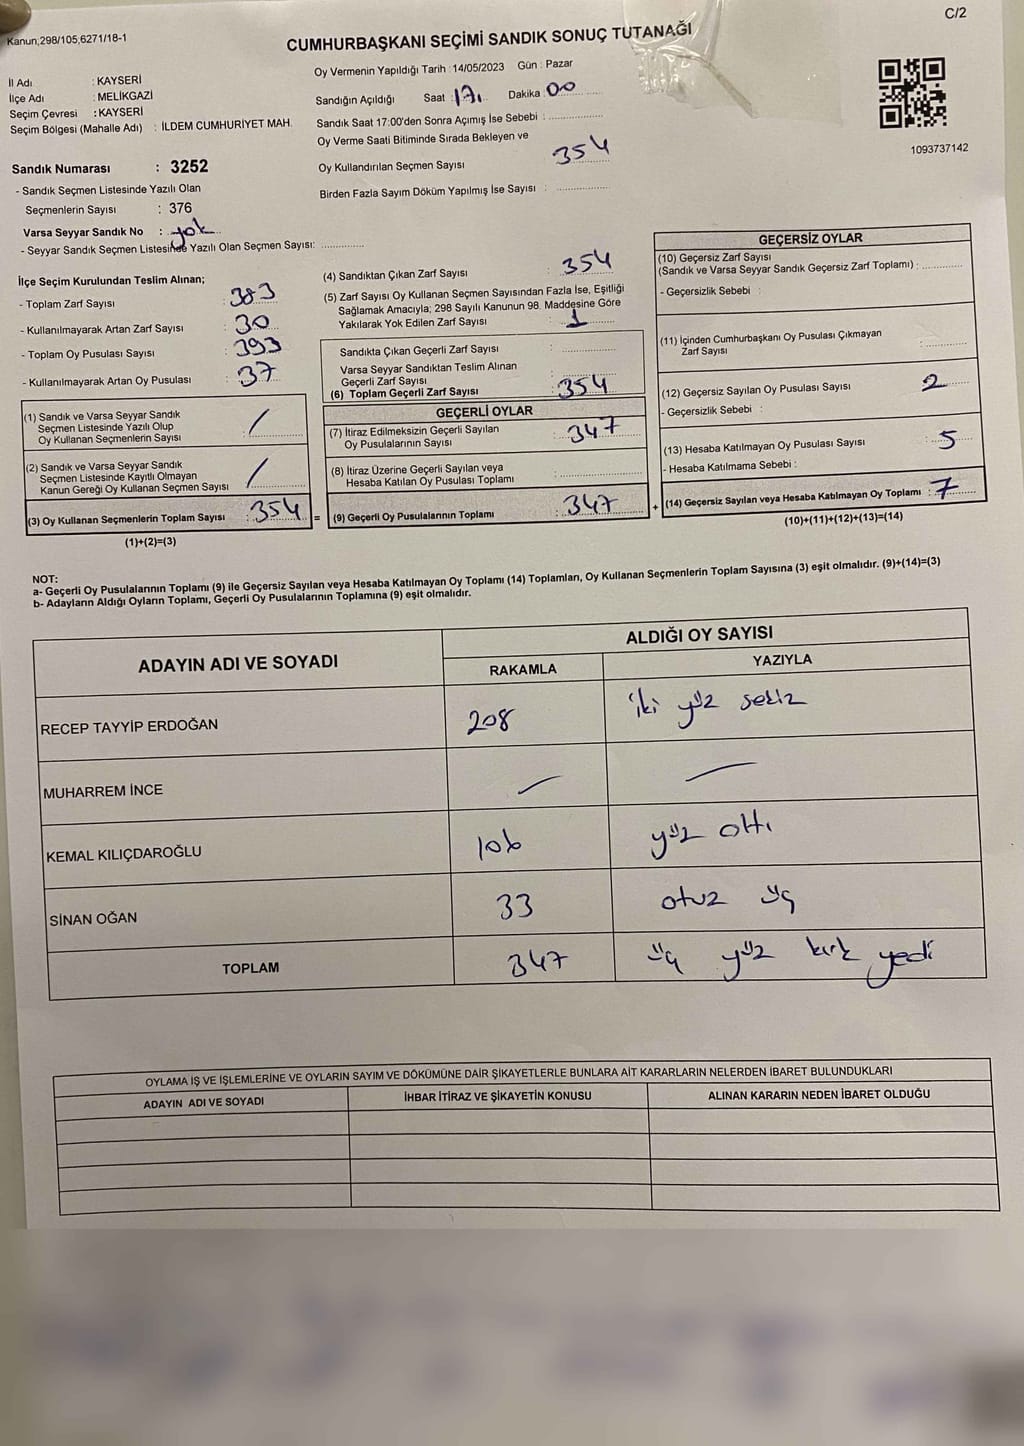 Kanun;298/105,6271/18-1
C/2
CUMHURBAŞKANI SEÇİMİ SANDIK SONUÇ TUTANAĞI
İl Adı : KAYSERİ
İlçe Adı : MELİKGAZİ
Seçim Çevresi : KAYSERİ
Seçim Bölgesi (Mahalle Adı) : İLDEM CUMHURİYET MAH.
Oy Vermenin Yapıldığı Tarih : 14/05/2023 Gün : Pazar
Sandığın Açıldığı Saat : 17. Dakika : 00
Sandık Saat 17:00'den Sonra Açımış İse Sebebi :
Oy Verme Saati Bitiminde Sırada Bekleyen ve
Oy Kullandırılan Seçmen Sayısı 354
Birden Fazla Sayım Döküm Yapılmış İse Sayısı :
1093737142
Sandık Numarası : 3252
- Sandık Seçmen Listesinde Yazılı Olan
Seçmenlerin Sayısı : 376
Varsa Seyyar Sandık No : yok
- Seyyar Sandık Seçmen Listesinde Yazılı Olan Seçmen Sayısı:
İlçe Seçim Kurulundan Teslim Alınan;
- Toplam Zarf Sayısı : 383
- Kullanılmayarak Artan Zarf Sayısı : 30
- Toplam Oy Pusulası Sayısı : 393
- Kullanılmayarak Artan Oy Pusulası : 37
(1) Sandık ve Varsa Seyyar Sandık
Seçmen Listesinde Yazılı Olup
Oy Kullanan Seçmenlerin Sayısı : /
(2) Sandık ve Varsa Seyyar Sandık
Seçmen Listesinde Kayıtlı Olmayan
Kanun Gereği Oy Kullanan Seçmen Sayısı : /
(3) Oy Kullanan Seçmenlerin Toplam Sayısı : 354
(1)+(2)=(3)
(4) Sandıktan Çıkan Zarf Sayısı : 354
(5) Zarf Sayısı Oy Kullanan Seçmen Sayısından Fazla İse, Eşitliği
Sağlamak Amacıyla; 298 Sayılı Kanunun 98. Maddesine Göre
Yakılarak Yok Edilen Zarf Sayısı : 1
Sandıkta Çıkan Geçerli Zarf Sayısı :
Varsa Seyyar Sandıktan Teslim Alınan
Geçerli Zarf Sayısı
(6) Toplam Geçerli Zarf Sayısı : 354
GEÇERLİ OYLAR
(7) İtiraz Edilmeksizin Geçerli Sayılan
Oy Pusulalarının Sayısı : 347
(8) İtiraz Üzerine Geçerli Sayılan veya
Hesaba Katılan Oy Pusulası Toplamı :
= (9) Geçerli Oy Pusulalarının Toplamı : 347 +
GEÇERSİZ OYLAR
(10) Geçersiz Zarf Sayısı
(Sandık ve Varsa Seyyar Sandık Geçersiz Zarf Toplamı) :
- Geçersizlik Sebebi :
(11) İçinden Cumhurbaşkanı Oy Pusulası Çıkmayan
Zarf Sayısı
(12) Geçersiz Sayılan Oy Pusulası Sayısı 2
- Geçersizlik Sebebi :
(13) Hesaba Katılmayan Oy Pusulası Sayısı : 5
- Hesaba Katılmama Sebebi :
(14) Geçersiz Sayılan veya Hesaba Katılmayan Oy Toplamı : 7
(10)+(11)+(12)+(13)=(14)
NOT:
a- Geçerli Oy Pusulalarının Toplamı (9) ile Geçersiz Sayılan veya Hesaba Katılmayan Oy Toplamı (14) Toplamları, Oy Kullanan Seçmenlerin Toplam Sayısına (3) eşit olmalıdır. (9)+(14)=(3)
b- Adayların Aldığı Oyların Toplamı, Geçerli Oy Pusulalarının Toplamına (9) eşit olmalıdır.
ADAYIN ADI VE SOYADI ALDIĞI OY SAYISI
RAKAMLA YAZIYLA
RECEP TAYYİP ERDOĞAN 208 iki yüz sekiz
MUHARREM İNCE — —
KEMAL KILIÇDAROĞLU 106 yüz altı
SİNAN OĞAN 33 otuz üç
TOPLAM 347 üç yüz kırk yedi
OYLAMA İŞ VE İŞLEMLERİNE VE OYLARIN SAYIM VE DÖKÜMÜNE DAİR ŞİKAYETLERLE BUNLARA AİT KARARLARIN NELERDEN İBARET BULUNDUKLARI
ADAYIN ADI VE SOYADI İHBAR İTİRAZ VE ŞİKAYETİN KONUSU ALINAN KARARIN NEDEN İBARET OLDUĞU